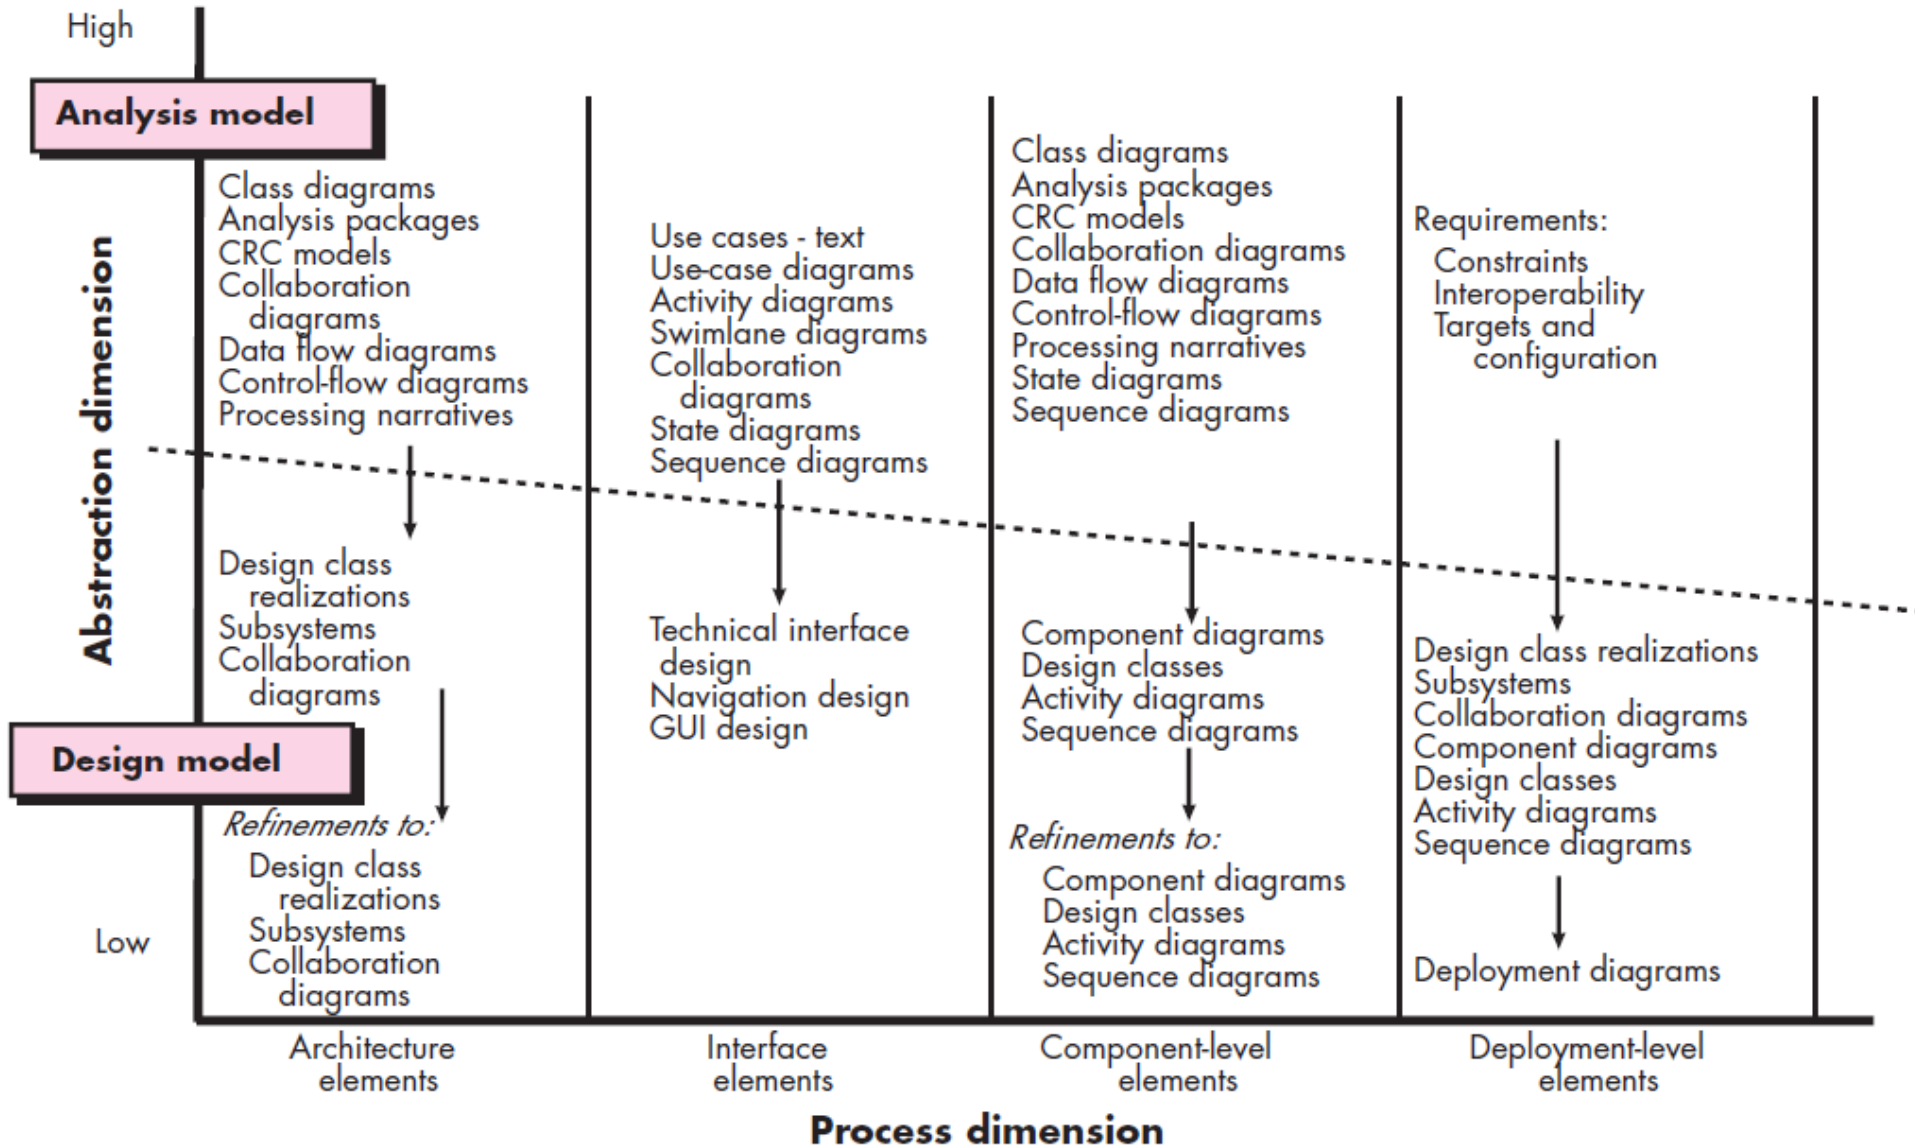 High
Analysis model
Abstraction dimension
Class diagrams
Analysis packages
CRC models
Collaboration
diagrams
Data flow diagrams
Control-flow diagrams
Processing narratives
Design class
realizations
Subsystems
Collaboration
diagrams
Design model
Refinements to:
Design class
realizations
Subsystems
Collaboration
diagrams
Low
Use cases - text
Use-case diagrams
Activity diagrams
Swimlane diagrams
Collaboration
diagrams
State diagrams
Sequence diagrams
Technical interface
design
Navigation design
GUI design
Class diagrams
Analysis packages
CRC models
Collaboration diagrams
Data flow diagrams
Control-flow diagrams
Processing narratives
State diagrams
Sequence diagrams
Component diagrams
Design classes
Activity diagrams
Sequence diagrams
Refinements to:
Component diagrams
Design classes
Activity diagrams
Sequence diagrams
Requirements:
Constraints
Interoperability
Targets and
configuration
Design class realizations
Subsystems
Collaboration diagrams
Component diagrams
Design classes
Activity diagrams
Sequence diagrams
Deployment diagrams
Architecture
elements
Interface
elements
Component-level
elements
Deployment-level
elements
Process dimension